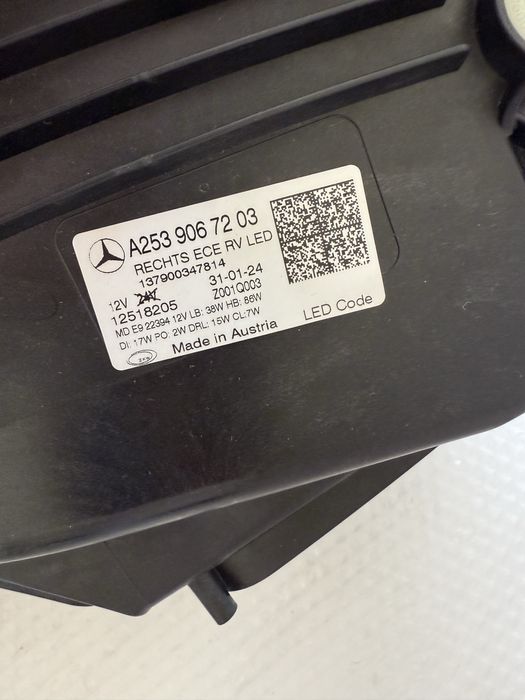 A253 906 72 03
RECHTS ECE RV LED
137900347814
12V 24V 31-01-24
12518205 Z001Q003
MD E9 22394 12V LB: 38W HB: 86W
DI: 17W PO: 2W DRL: 15W CL:7W
Made in Austria
LED Code